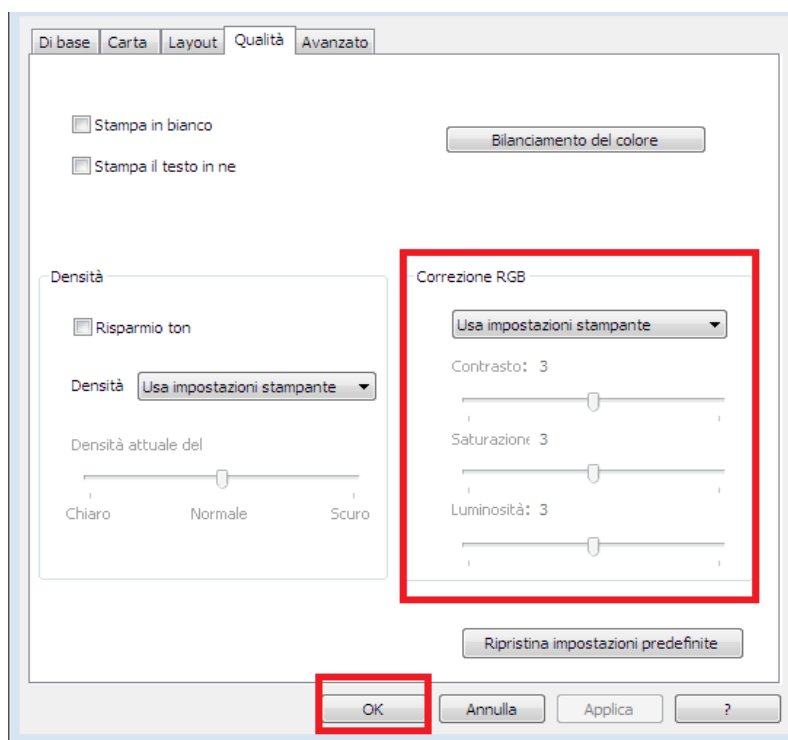 Di base Carta Layout Qualità Avanzato
Stampa in bianco
Bilanciamento del colore
Stampa il testo in ne
Densità
Correzione RGB
Risparmio ton
Usa impostazioni stampante
Densità Usa impostazioni stampante
Contrasto: 3
Densità attuale del
Saturazione 3
Chiaro Normale Scuro
Luminosità: 3
Ripristina impostazioni predefinite
OK Annulla Applica ?